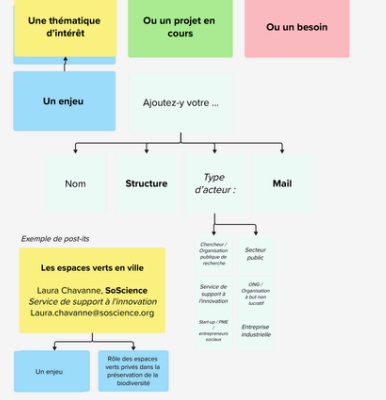 Une thématique
d'intérêt
Ou un projet en
cours
Ou un besoin
Un enjeu
Ajoutez-y votre ...
Nom
Structure
Type
d'acteur :
Mail
Exemple de post-its
Chercheur /
Organisation
publique de
recherche
Secteur
public
Les espaces verts en ville
Laura Chavanne, SoScience
Service de support à l'innovation
Laura.chavanne@soscience.org
Service de
support à
l'innovation
ONG /
Organisation
à but non
lucratif
Start-up / PME
/
entrepreneurs
sociaux
Entreprise
industrielle
Un enjeu
Rôle des espaces
verts privés dans la
préservation de la
biodiversité